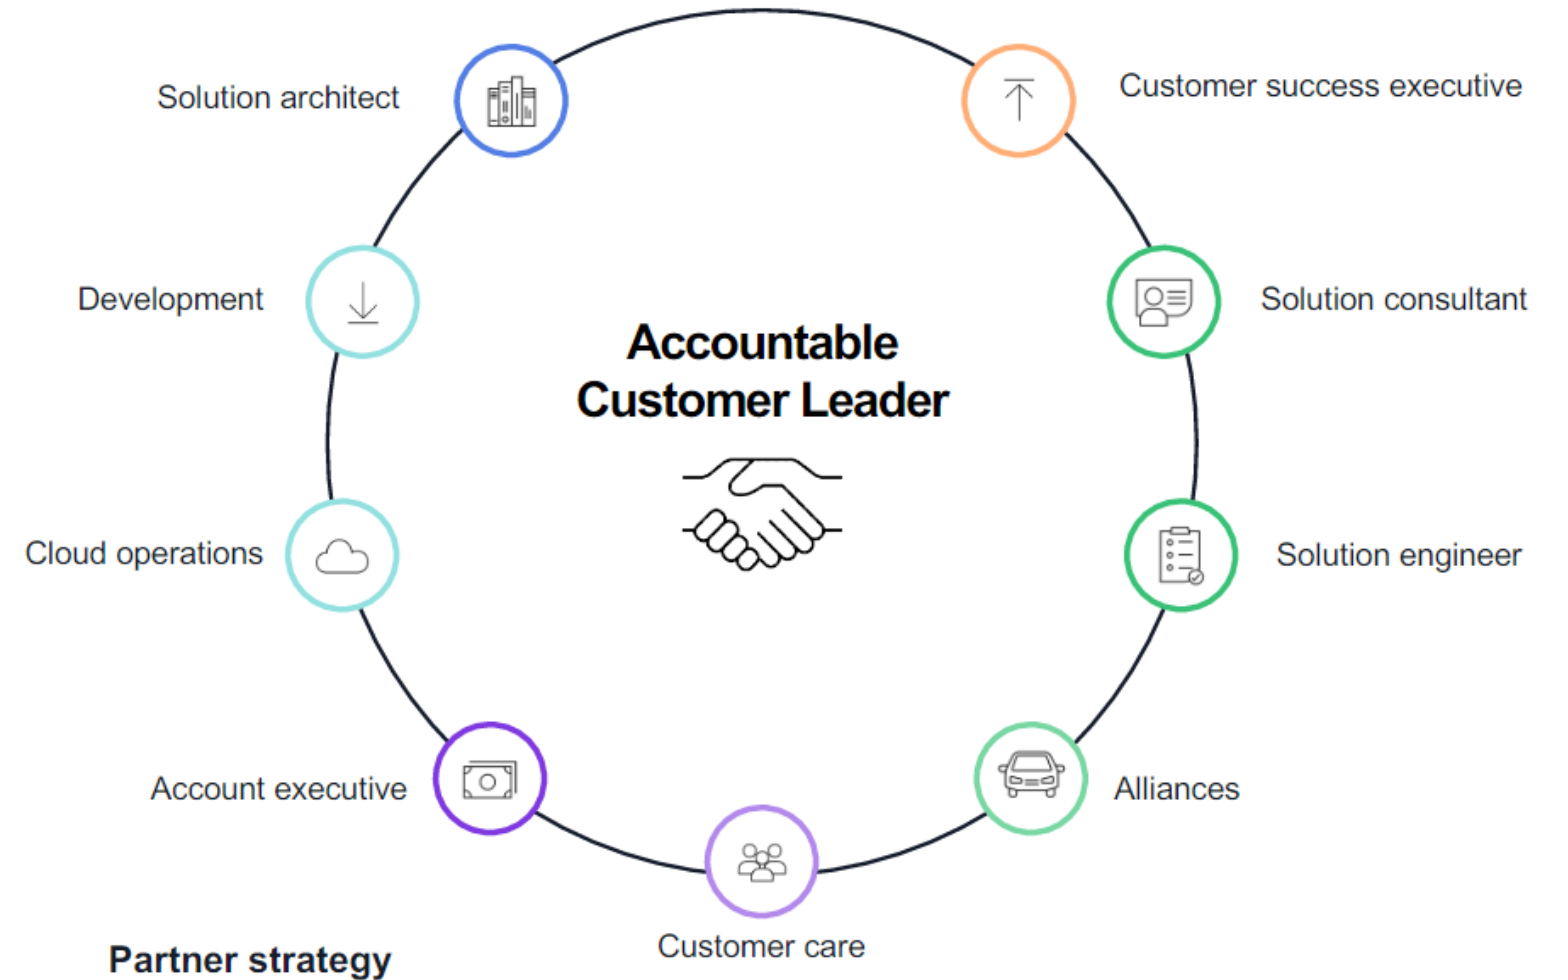 Solution architect
Customer success executive
Development
Solution consultant
Accountable
Customer Leader
Cloud operations
Solution engineer
Account executive
Alliances
Customer care
Partner strategy